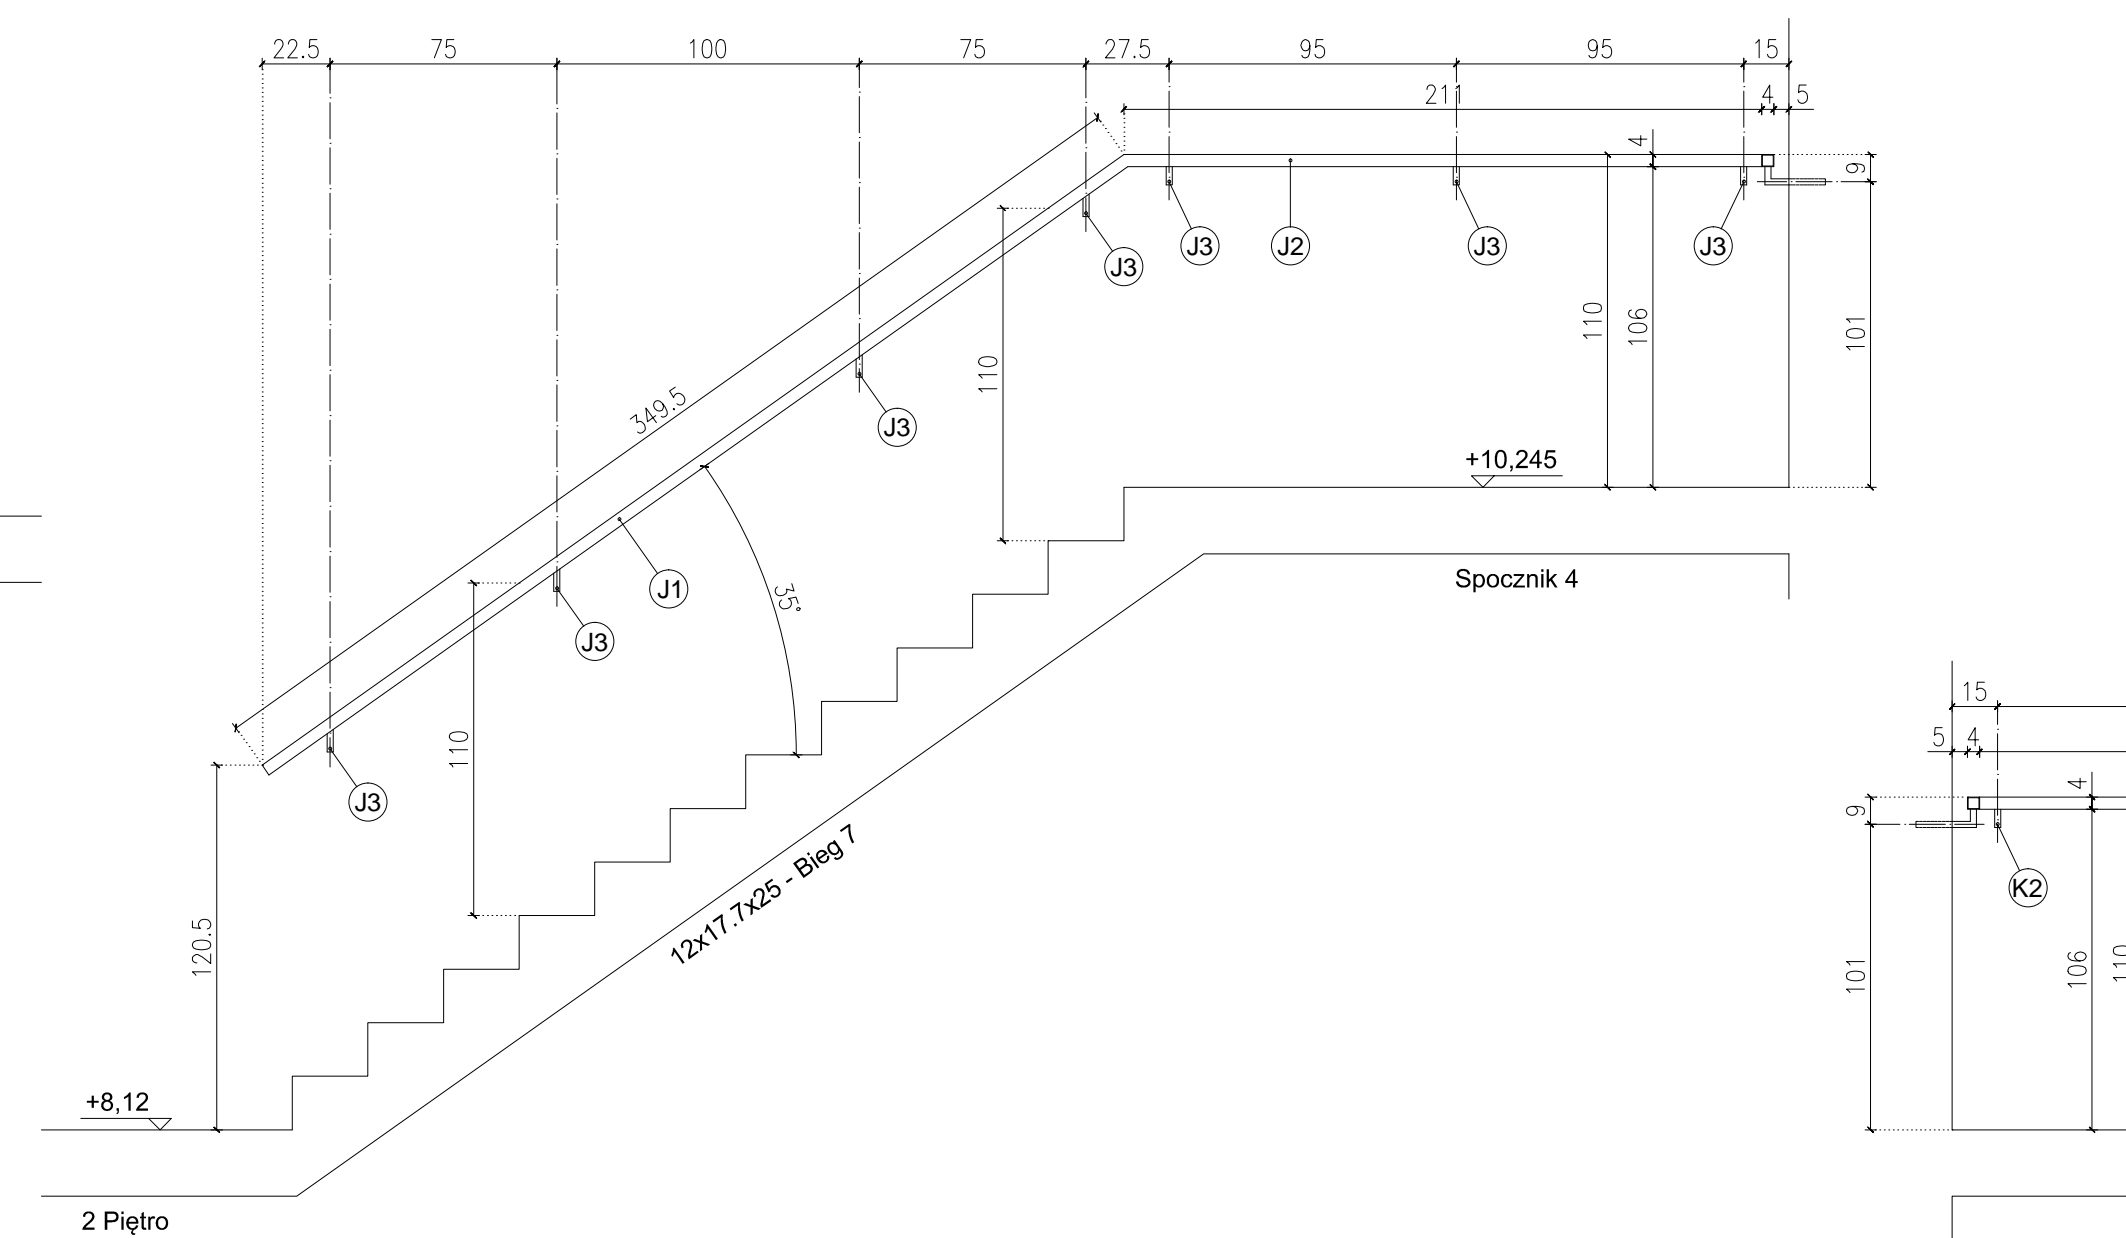 22.5 75 100 75 27.5 95 95 15
211 4 5
4
9
J3 J2 J3 J3
J3
110 106 101
110
349.5
J3
+10,245
35°
Spocznik 4
J1
J3
110
J3
12x17.7x25 - Bieg 7
120.5
+8,12
2 Piętro
15
5 4
4
9
K2
101 106 110